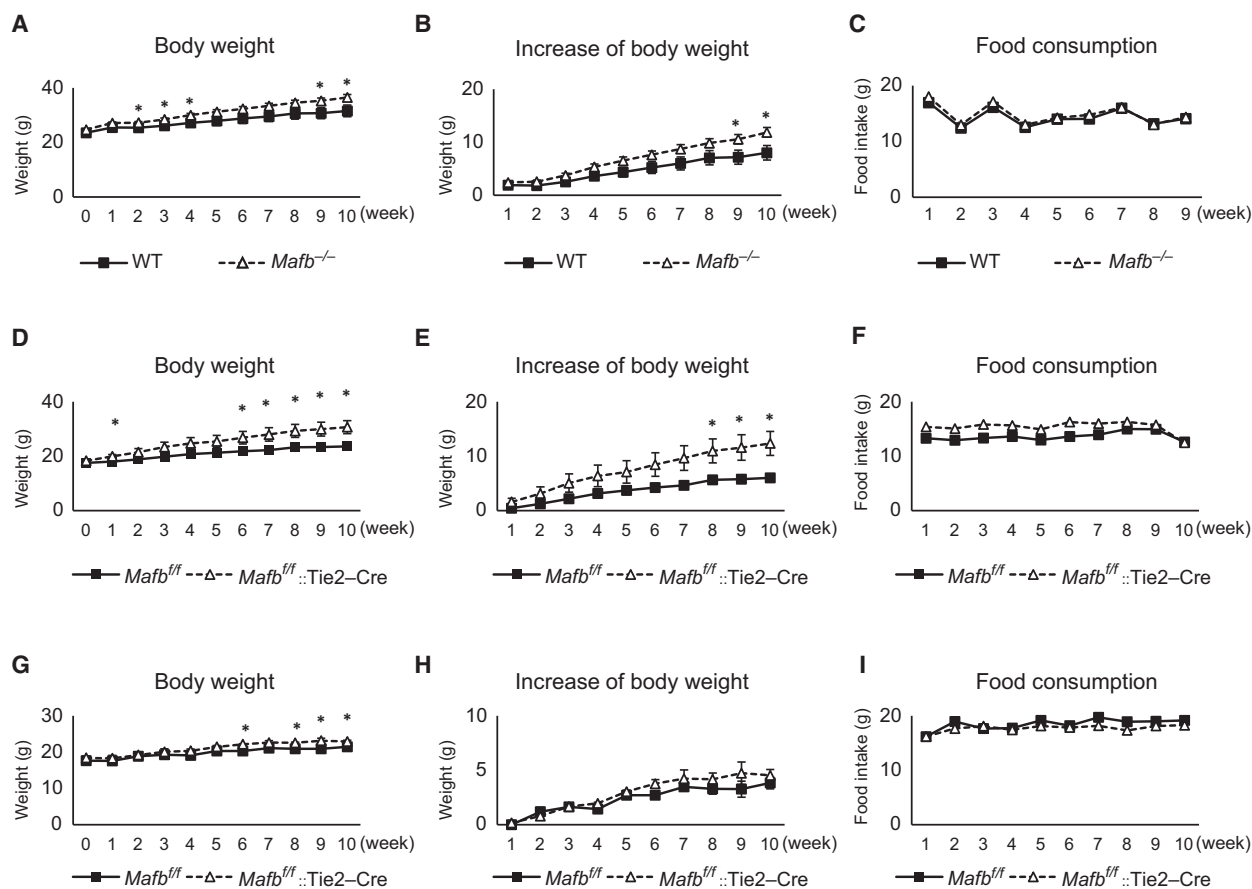 A
Body weight
Weight (g)
40
20
0
* * * * *
0 1 2 3 4 5 6 7 8 9 10 (week)
WT Mafb–/–
B
Increase of body weight
Weight (g)
20
10
0
* *
1 2 3 4 5 6 7 8 9 10 (week)
WT Mafb–/–
C
Food consumption
Food intake (g)
20
10
0
1 2 3 4 5 6 7 8 9 (week)
WT Mafb–/–
D
Body weight
Weight (g)
40
20
0
* * * * * *
0 1 2 3 4 5 6 7 8 9 10 (week)
Mafbf/f Mafbf/f ::Tie2–Cre
E
Increase of body weight
Weight (g)
20
10
0
* * *
1 2 3 4 5 6 7 8 9 10 (week)
Mafbf/f Mafbf/f ::Tie2–Cre
F
Food consumption
Food intake (g)
20
10
0
1 2 3 4 5 6 7 8 9 10 (week)
Mafbf/f Mafbf/f ::Tie2–Cre
G
Body weight
Weight (g)
30
20
10
0
* * * *
0 1 2 3 4 5 6 7 8 9 10 (week)
Mafbf/f Mafbf/f ::Tie2–Cre
H
Increase of body weight
Weight (g)
10
5
0
1 2 3 4 5 6 7 8 9 10 (week)
Mafbf/f Mafbf/f ::Tie2–Cre
I
Food consumption
Food intake (g)
20
10
0
1 2 3 4 5 6 7 8 9 10 (week)
Mafbf/f Mafbf/f ::Tie2–Cre